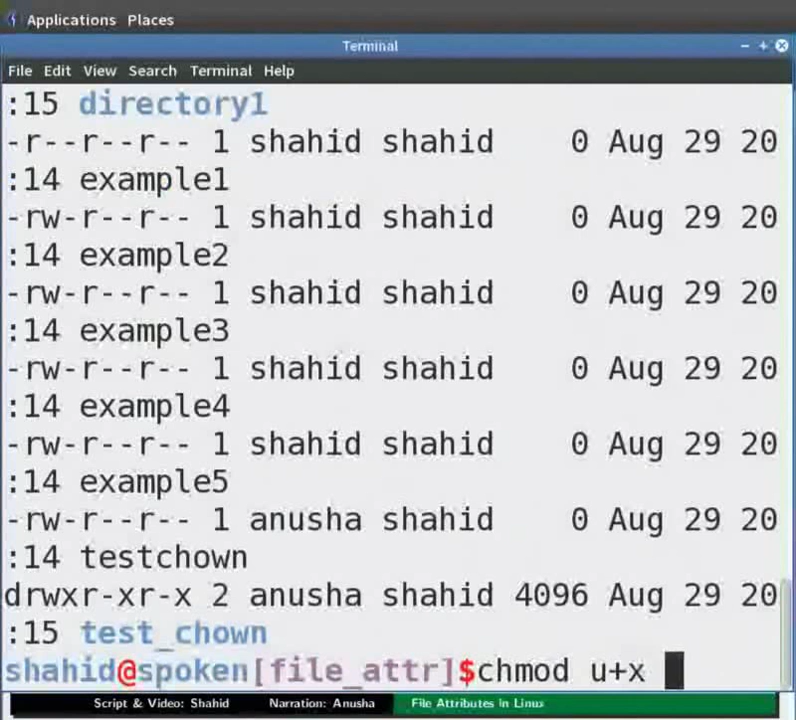 Applications Places
Terminal
File Edit View Search Terminal Help
:15 directory1
-r--r--r-- 1 shahid shahid 0 Aug 29 20
:14 example1
-rw-r--r-- 1 shahid shahid 0 Aug 29 20
:14 example2
-rw-r--r-- 1 shahid shahid 0 Aug 29 20
:14 example3
-rw-r--r-- 1 shahid shahid 0 Aug 29 20
:14 example4
-rw-r--r-- 1 shahid shahid 0 Aug 29 20
:14 example5
-rw-r--r-- 1 anusha shahid 0 Aug 29 20
:14 testchown
drwxr-xr-x 2 anusha shahid 4096 Aug 29 20
:15 test_chown
shahid@spoken[file_attr]$chmod u+x
Script & Video: Shahid Narration: Anusha File Attributes in Linux